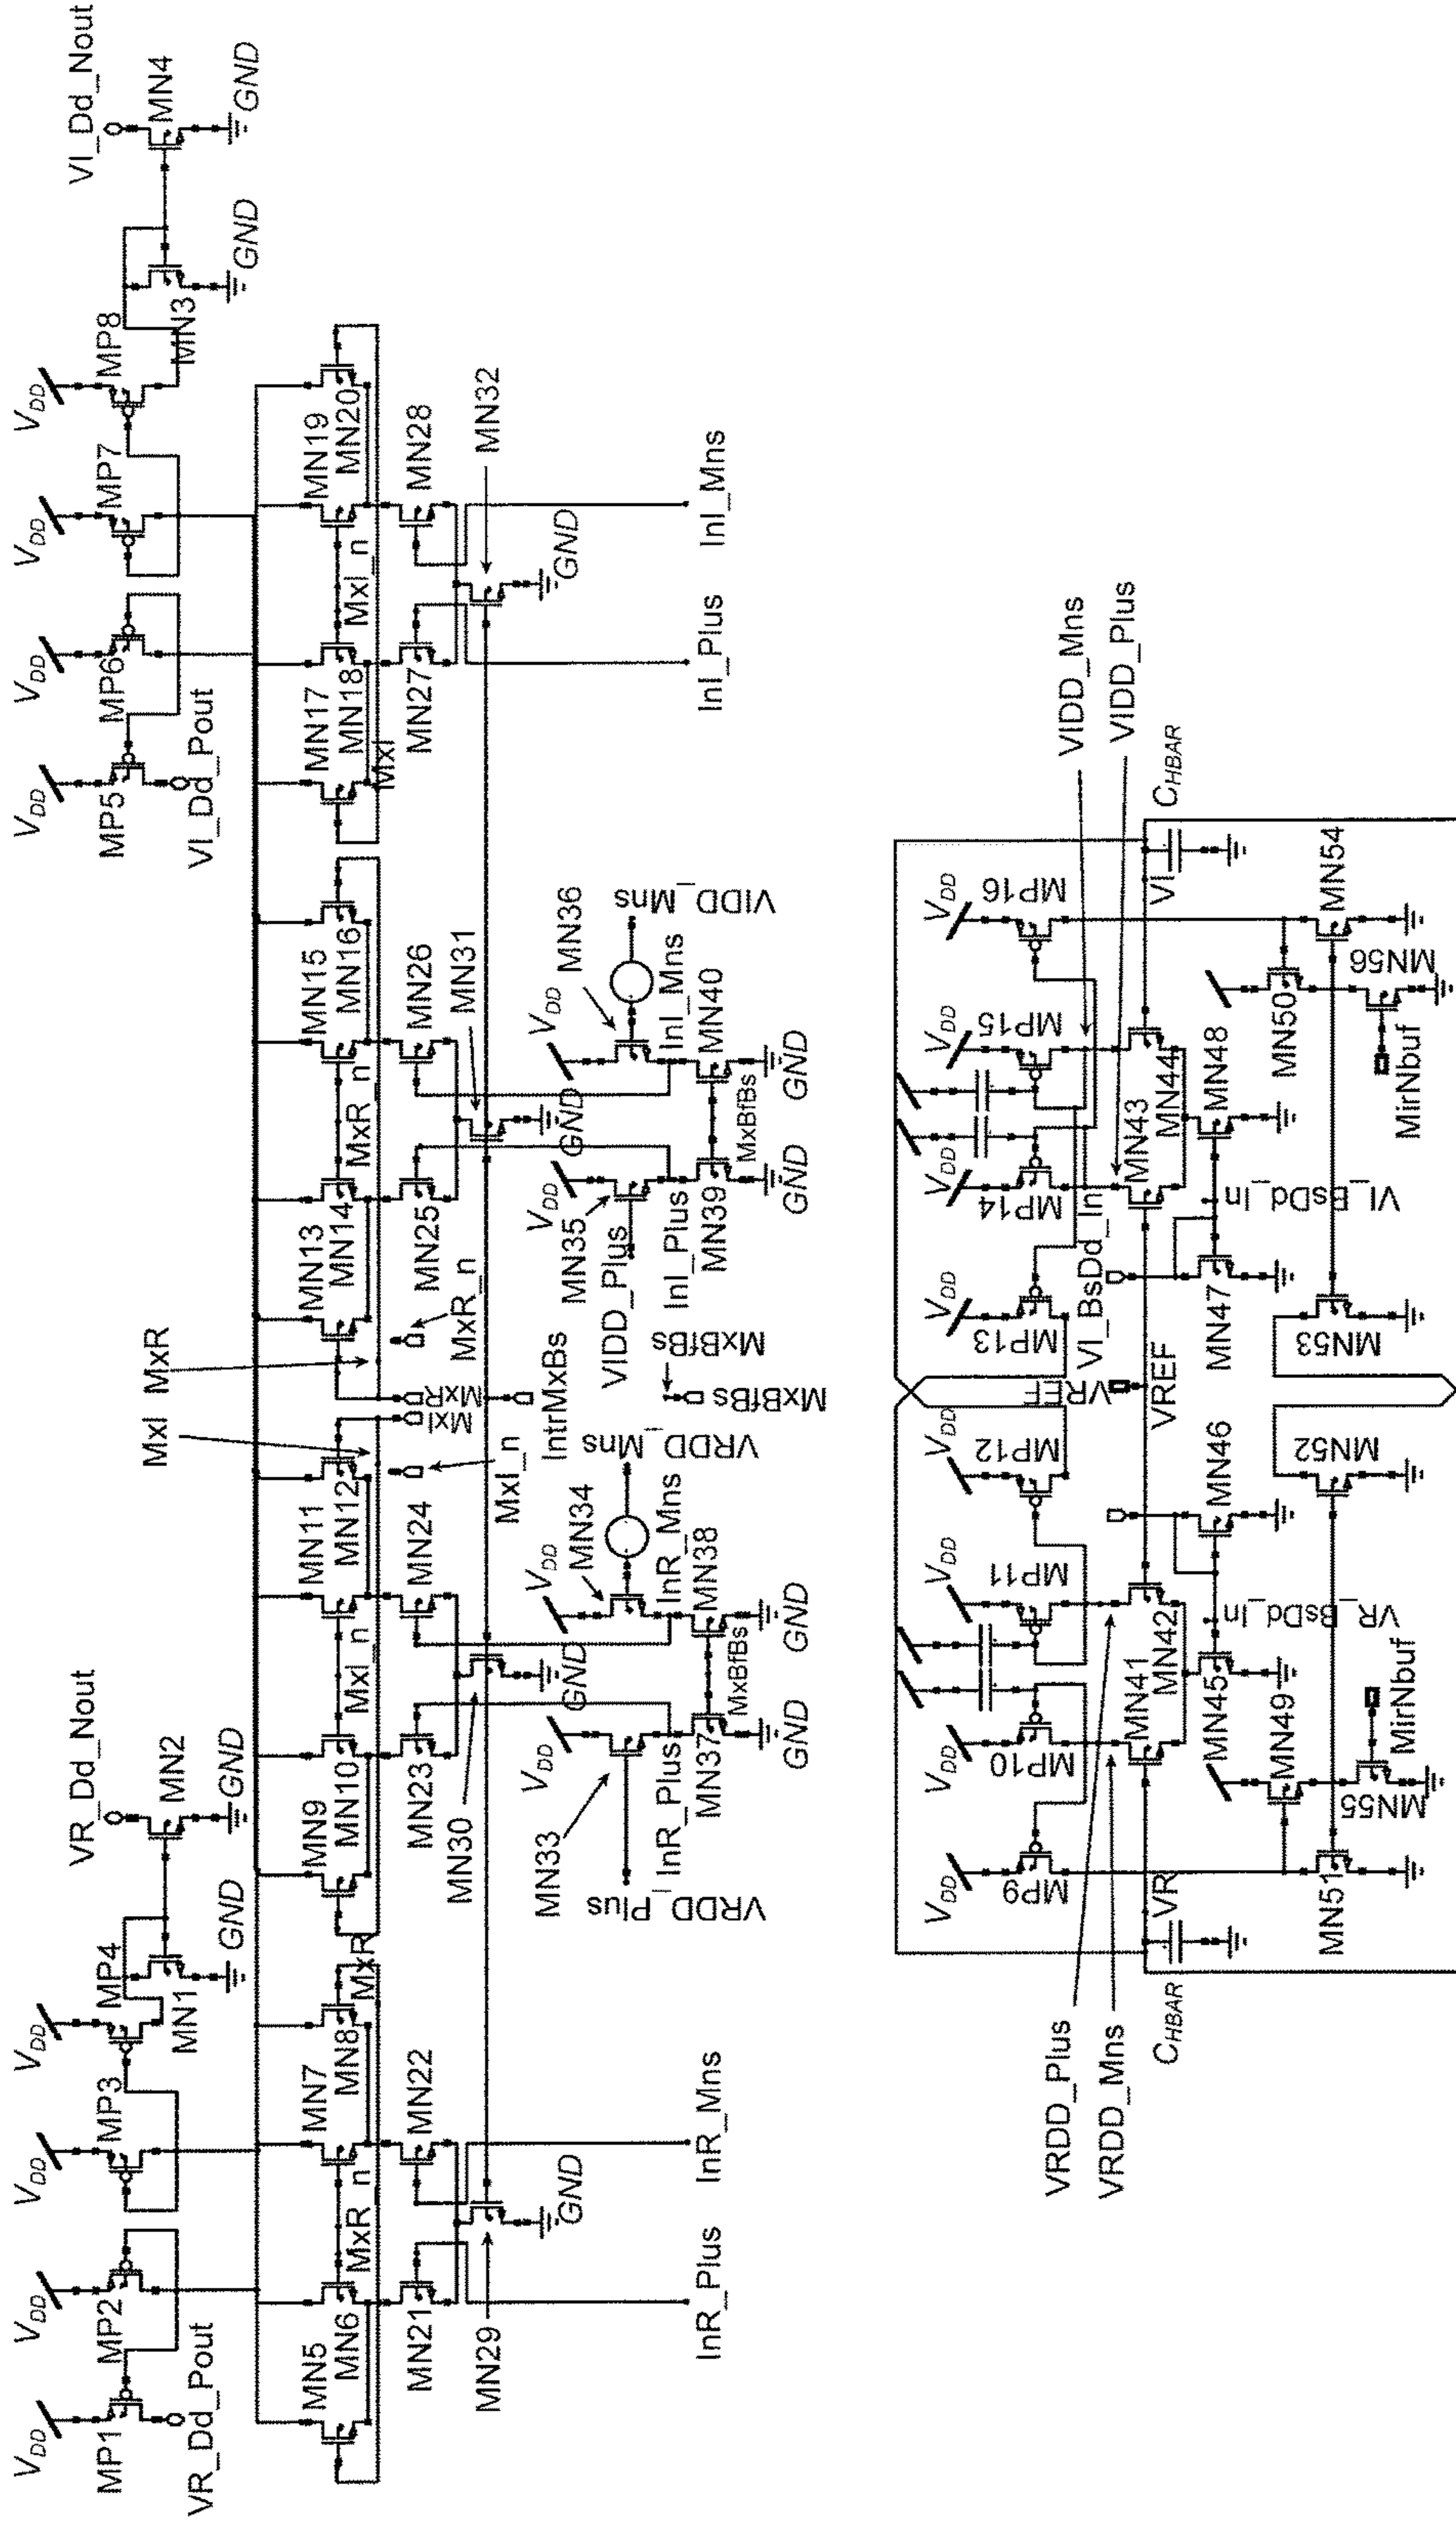 VR_Dd_Nout
VI_Dd_Nout
VDD
VDD
VDD
VDD
VDD
VDD
VDD
VDD
MP1
MP2
MP3
MP4
MN2
MP5
MP6
MP7
MP8
MN4
VR_Dd_Pout
MN1
GND
GND
VI_Dd_Pout
MN3
GND
GND
MxI
MxR
MN5
MN6
MN7
MN8
MN9
MN10
MN11
MN12
MN13
MN14
MN15
MN16
MN17
MN18
MN19
MN20
MxR_n
MxR
MxI_n
MxR_n
MxI
MxI_n
MxI
MxR
MN21
MN22
MN23
MN24
MN25
MN26
MN27
MN28
MN29
MN30
MxI_n
MxR_n
MN31
MN32
IntrMxBs
GND
GND
GND
GND
VDD
VDD
VDD
VDD
MN33
MN34
MN35
MN36
VRDD_Plus
VRDD_Mns
VIDD_Plus
VIDD_Mns
InR_Plus
InR_Mns
InI_Plus
InI_Mns
MxBfBs
MxBfBs
MN37
MN38
MN39
MN40
MxBfBs
MxBfBs
GND
GND
GND
GND
InR_Plus
InR_Mns
InI_Plus
InI_Mns
VDD
VDD
VDD
VDD
VDD
VDD
VDD
VDD
MP9
MP10
MP11
MP12
MP13
MP14
MP15
MP16
VRDD_Plus
VRDD_Mns
VIDD_Mns
VIDD_Plus
VI_BsDd_In
VREF
VREF
VR
VI
CHBAR
CHBAR
MN41
MN42
MN43
MN44
MN45
MN46
MN47
MN48
VR_BsDd_In
VI_BsDd_In
MN49
MN50
MN51
MN52
MN53
MN54
MN55
MN56
MirNbuf
MirNbuf